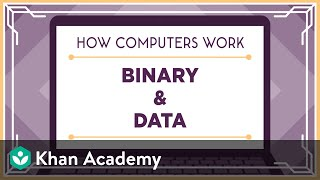 HOW COMPUTERS WORK
BINARY
&
DATA
Khan Academy